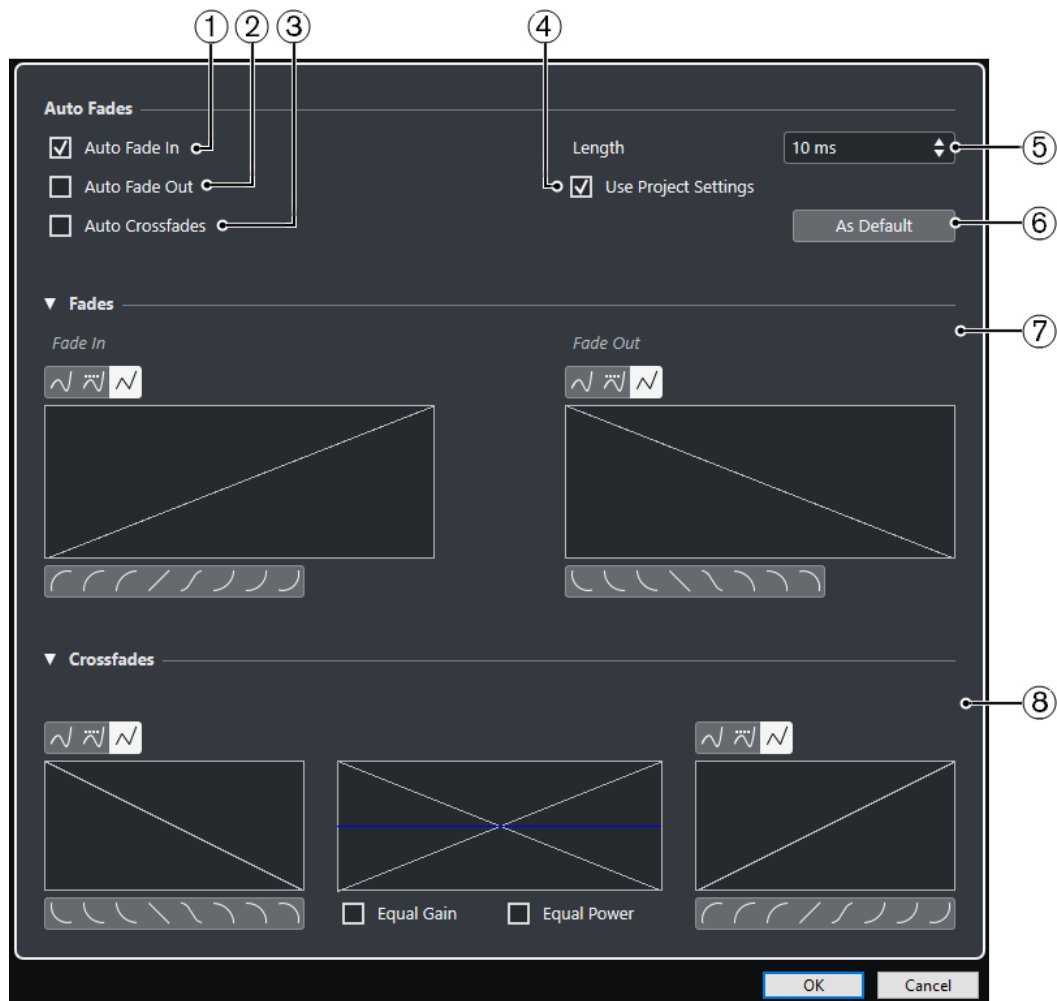 ① ② ③ ④
Auto Fades
Auto Fade In
Length 10 ms ⑤
Auto Fade Out
Use Project Settings
Auto Crossfades
As Default ⑥
Fades
⑦
Fade In Fade Out
Crossfades
⑧
Equal Gain Equal Power
OK Cancel